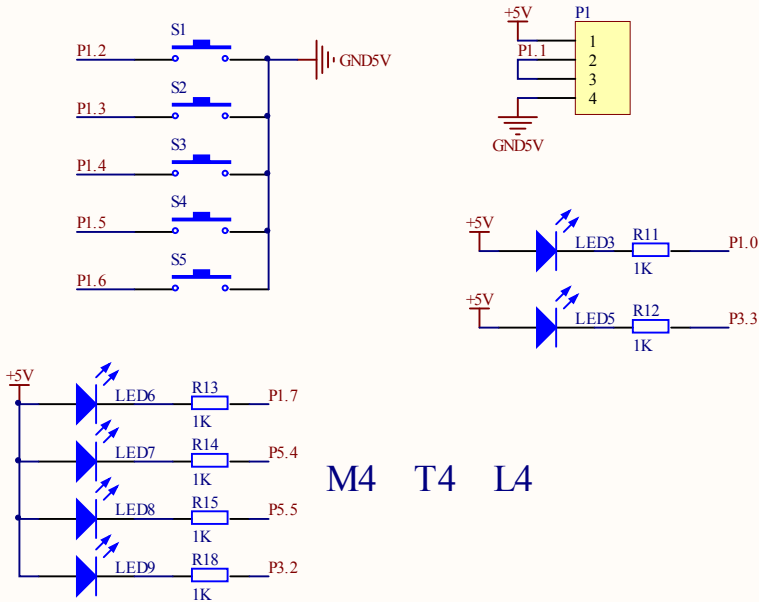 S1
P1.2
GND5V
S2
P1.3
S3
P1.4
S4
P1.5
S5
P1.6
+5V P1
1
P1.1 2
3
4
GND5V
+5V LED3 R11 1K P1.0
+5V LED5 R12 1K P3.3
+5V
LED6 R13 1K P1.7
LED7 R14 1K P5.4
LED8 R15 1K P5.5
LED9 R18 1K P3.2
M4 T4 L4